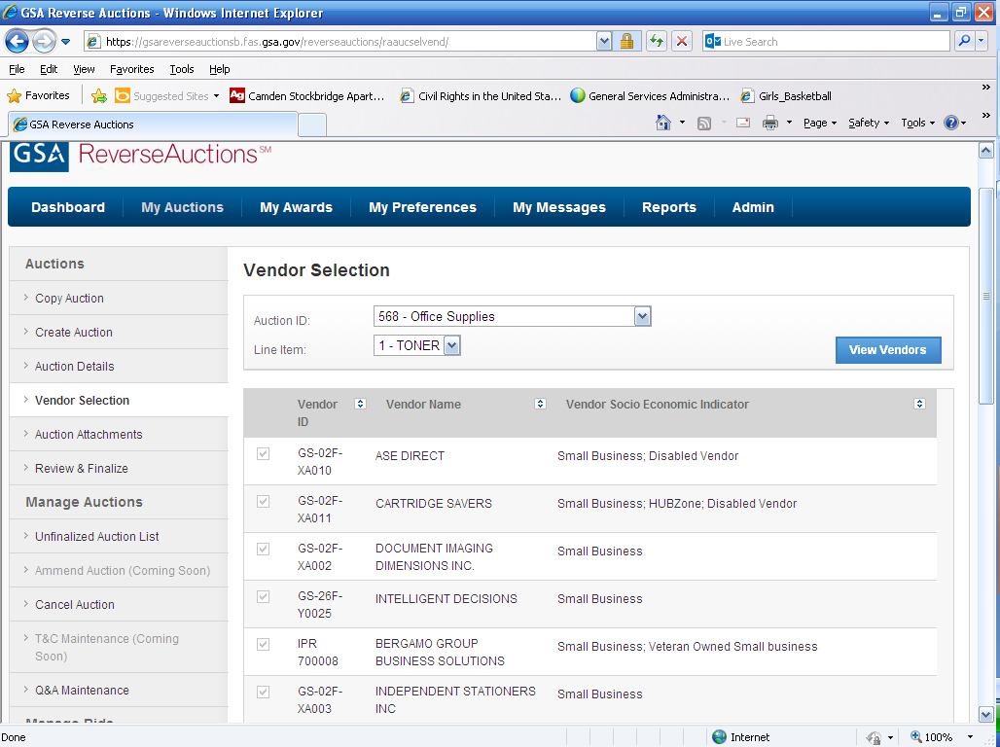 GSA Reverse Auctions - Windows Internet Explorer
https://gsareverseauctionsb.fas.gsa.gov/reverseauctions/raaucselvend/
Live Search
File Edit View Favorites Tools Help
Favorites
Suggested Sites
Camden Stockbridge Apart...
Civil Rights in the United Sta...
General Services Administra...
Girls_Basketball
GSA Reverse Auctions
Page Safety Tools
GSA ReverseAuctions SM
Dashboard My Auctions My Awards My Preferences My Messages Reports Admin
Auctions
Copy Auction
Create Auction
Auction Details
Vendor Selection
Auction Attachments
Review & Finalize
Manage Auctions
Unfinalized Auction List
Ammend Auction (Coming Soon)
Cancel Auction
T&C Maintenance (Coming
Soon)
Q&A Maintenance
Vendor Selection
Auction ID: 568 - Office Supplies
Line Item: 1 - TONER
View Vendors
Vendor
ID
Vendor Name
Vendor Socio Economic Indicator
GS-02F-
XA010
ASE DIRECT
Small Business; Disabled Vendor
GS-02F-
XA011
CARTRIDGE SAVERS
Small Business; HUBZone; Disabled Vendor
GS-02F-
XA002
DOCUMENT IMAGING
DIMENSIONS INC.
Small Business
GS-26F-
Y0025
INTELLIGENT DECISIONS
Small Business
IPR
700008
BERGAMO GROUP
BUSINESS SOLUTIONS
Small Business; Veteran Owned Small business
GS-02F-
XA003
INDEPENDENT STATIONERS
INC
Small Business
Done
Internet
100%